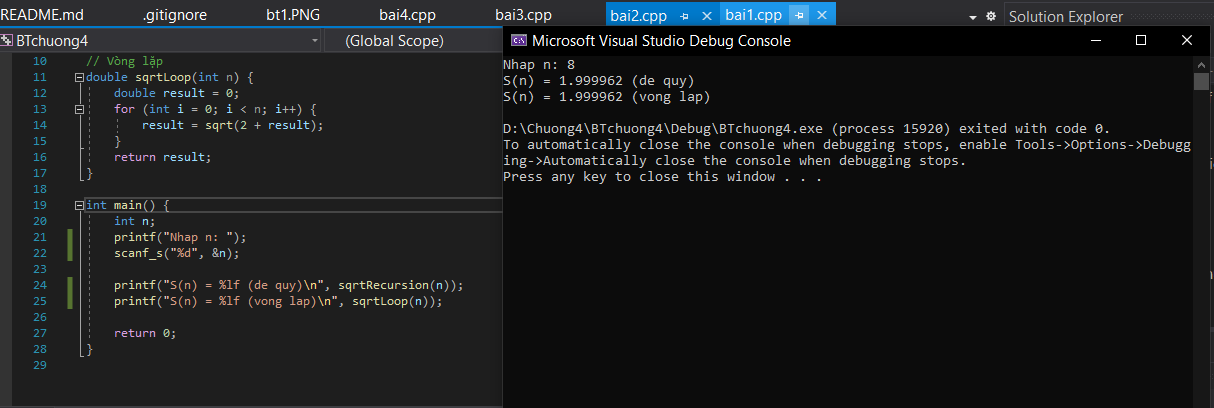 README.md .gitignore bt1.PNG bai4.cpp bai3.cpp bai2.cpp bai1.cpp Solution Explorer
BTchuong4 (Global Scope)
10 // Vòng lặp
11 double sqrtLoop(int n) {
12 double result = 0;
13 for (int i = 0; i < n; i++) {
14 result = sqrt(2 + result);
15 }
16 return result;
17 }
18
19 int main() {
20 int n;
21 printf("Nhap n: ");
22 scanf_s("%d", &n);
23
24 printf("S(n) = %lf (de quy)\n", sqrtRecursion(n));
25 printf("S(n) = %lf (vong lap)\n", sqrtLoop(n));
26
27 return 0;
28 }
29
C:\ Microsoft Visual Studio Debug Console
Nhap n: 8
S(n) = 1.999962 (de quy)
S(n) = 1.999962 (vong lap)
D:\Chuong4\BTchuong4\Debug\BTchuong4.exe (process 15920) exited with code 0.
To automatically close the console when debugging stops, enable Tools->Options->Debugg
ing->Automatically close the console when debugging stops.
Press any key to close this window . . .